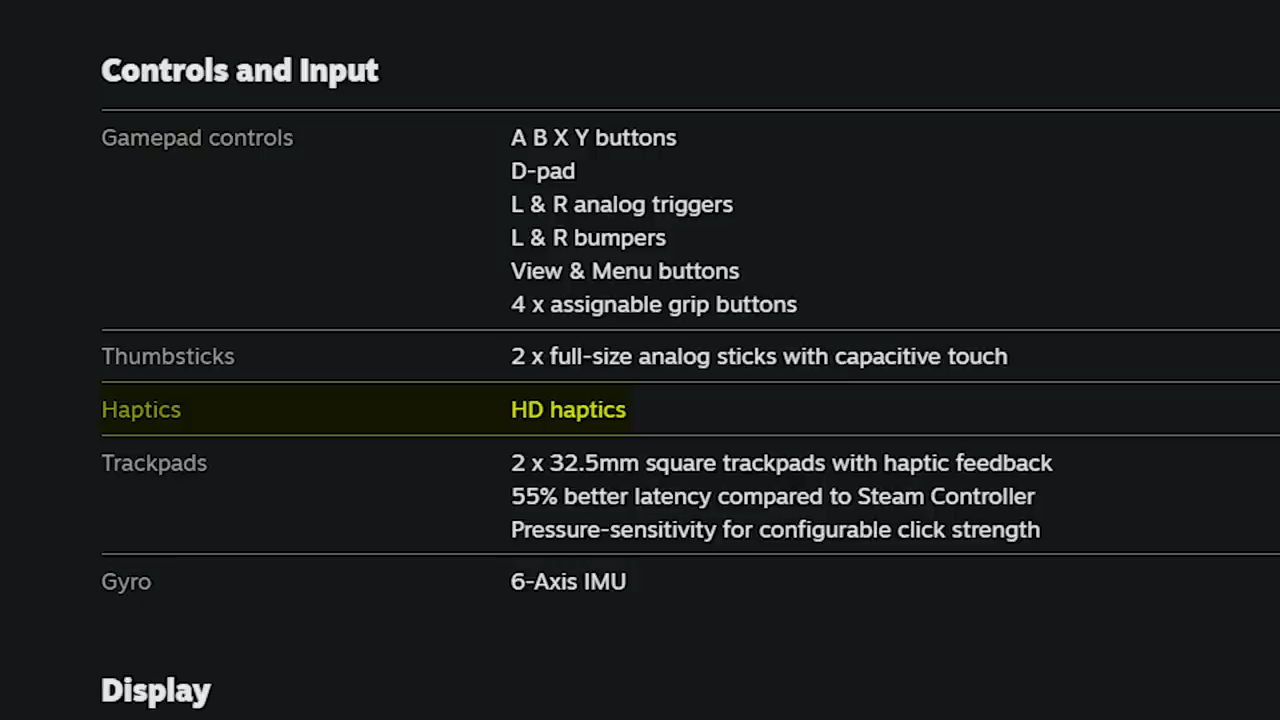 Controls and Input
Gamepad controls
A B X Y buttons
D-pad
L & R analog triggers
L & R bumpers
View & Menu buttons
4 x assignable grip buttons
Thumbsticks
2 x full-size analog sticks with capacitive touch
Haptics
HD haptics
Trackpads
2 x 32.5mm square trackpads with haptic feedback
55% better latency compared to Steam Controller
Pressure-sensitivity for configurable click strength
Gyro
6-Axis IMU
Display